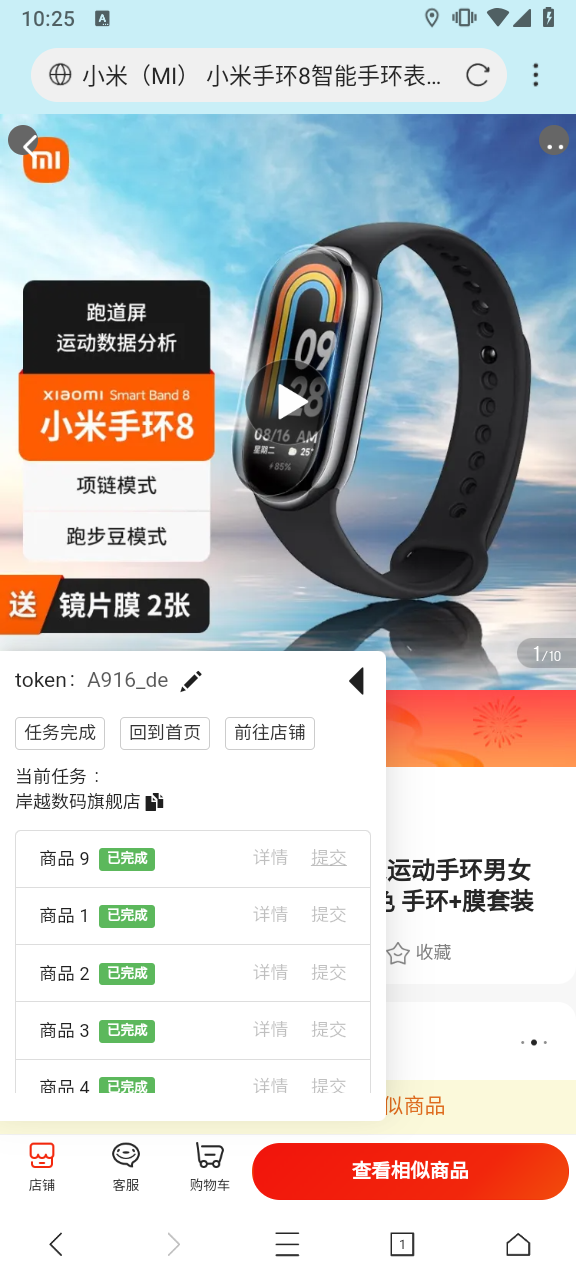 10:25
A
小米（MI） 小米手环8智能手环表...
mi
跑道屏
运动数据分析
xiaomi Smart Band 8
小米手环8
项链模式
跑步豆模式
送 镜片膜 2张
09
28
08/16 AM
星期二 25°
85%
1/10
token： A916_de
任务完成 回到首页 前往店铺
当前任务：
岸越数码旗舰店
商品 9 已完成 详情 提交
商品 1 已完成 详情 提交
商品 2 已完成 详情 提交
商品 3 已完成 详情 提交
商品 4 已完成 详情 提交
运动手环男女
手环+膜套装
收藏
似商品
店铺 客服 购物车 查看相似商品
1